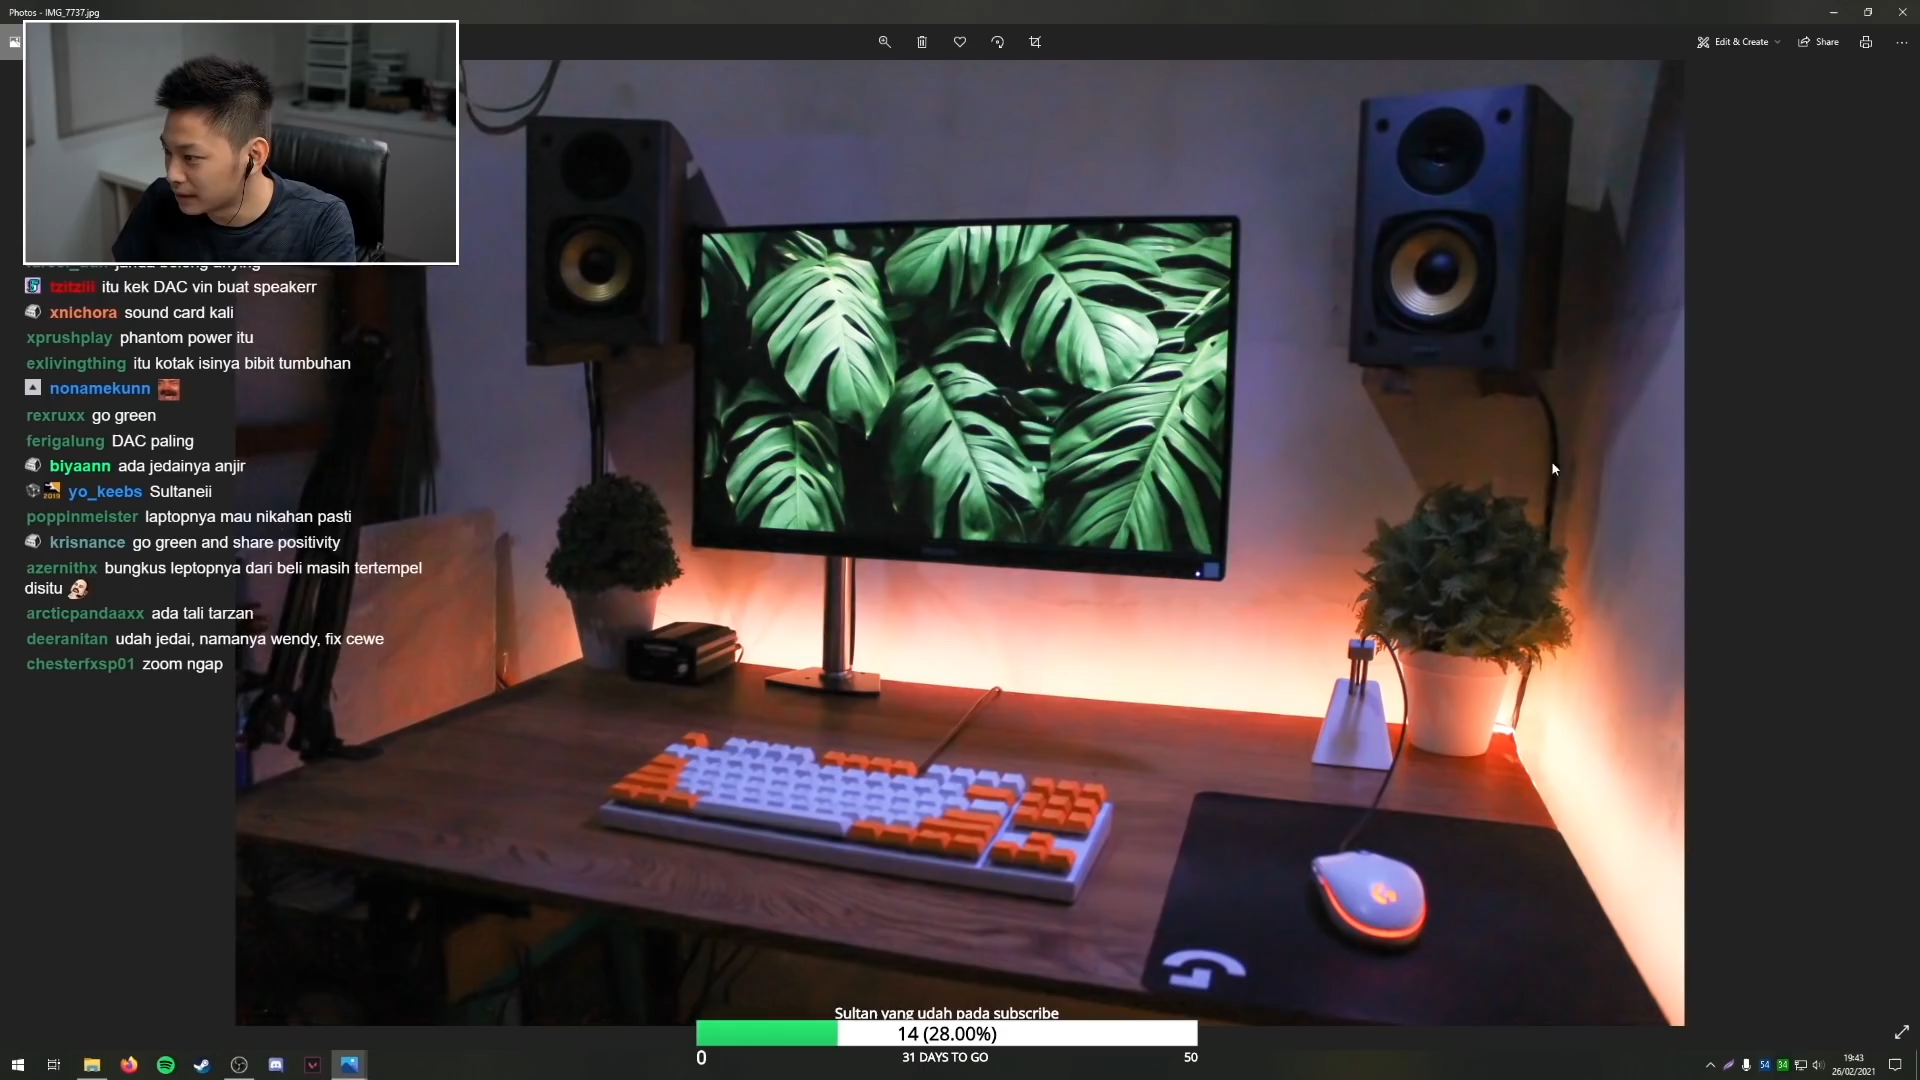 Photos - IMG_7737.jpg
Edit & Create
Share
tzitziii itu kek DAC vin buat speakerr
xnichora sound card kali
xprushplay phantom power itu
exlivingthing itu kotak isinya bibit tumbuhan
nonamekunn
rexruxx go green
ferigalung DAC paling
biyaann ada jedainya anjir
yo_keebs Sultaneii
poppinmeister laptopnya mau nikahan pasti
krisnance go green and share positivity
azernithx bungkus leptopnya dari beli masih tertempel
disitu
arcticpandaaxx ada tali tarzan
deeranitan udah jedai, namanya wendy, fix cewe
chesterfxsp01 zoom ngap
Sultan yang udah pada subscribe
14 (28.00%)
0
31 DAYS TO GO
50
54
34
19:43
26/02/2021